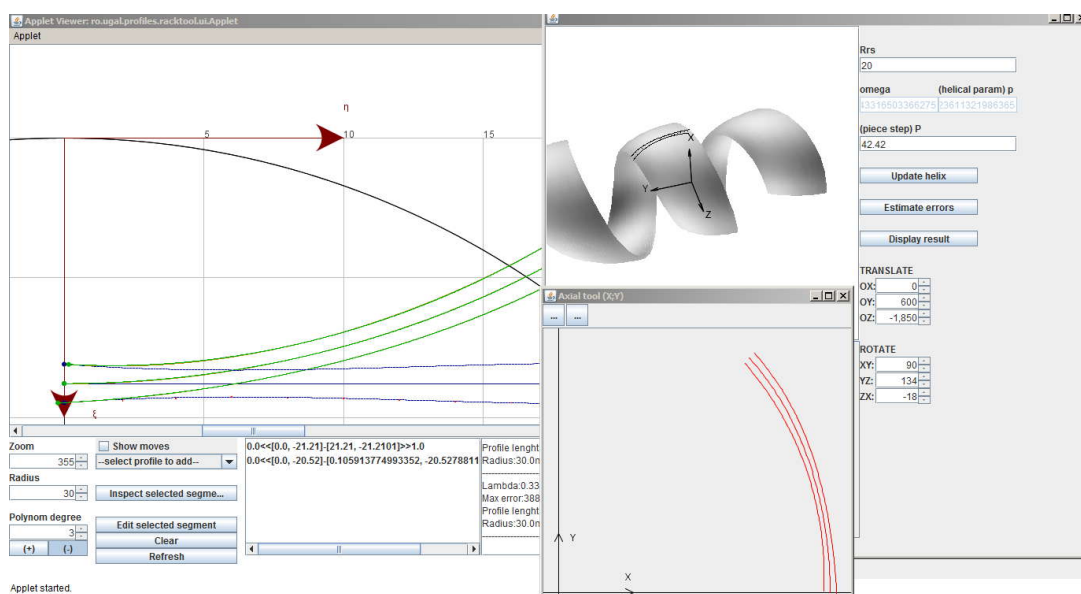 Applet Viewer: ro.ugal.profiles.racktool.ui.Applet
Applet
η
5
10
15
ξ
Zoom
355
Show moves
--select profile to add--
Radius
30
Inspect selected segme...
Polynom degree
3
(+)
(-)
Edit selected segment
Clear
Refresh
0.0<<[0.0, -21.21]-[21.21, -21.2101]>>1.0
0.0<<[0.0, -20.52]-[0.105913774993352, -20.5278811
Profile lenght
Radius:30.0n
Lambda:0.33
Max error:388
Profile lenght
Radius:30.0n
Applet started.
X
Y
Z
Axial tool (X;Y)
...
...
Y
X
Rrs
20
omega
(helical param) p
33316503366275
(piece step) P
42.42
Update helix
Estimate errors
Display result
TRANSLATE
OX: 0
OY: 600
OZ: -1,850
ROTATE
XY: 90
YZ: 134
ZX: -18